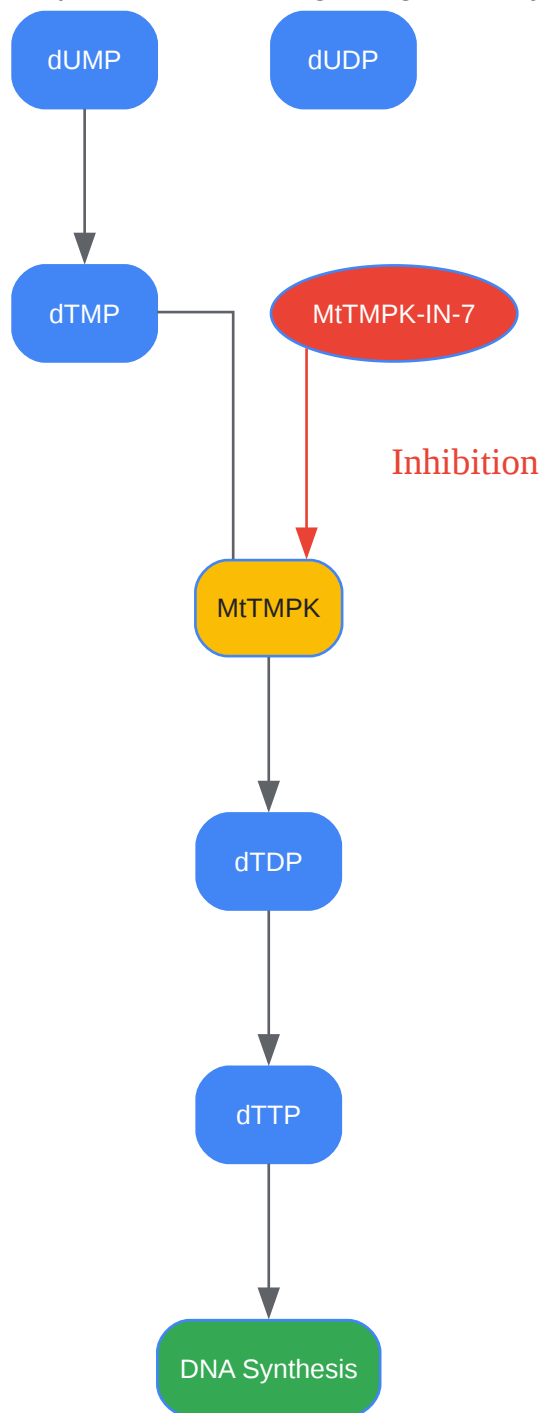 dUMP
dUDP
dTMP
MtTMPK-IN-7
Inhibition
MtTMPK
dTDP
dTTP
DNA Synthesis